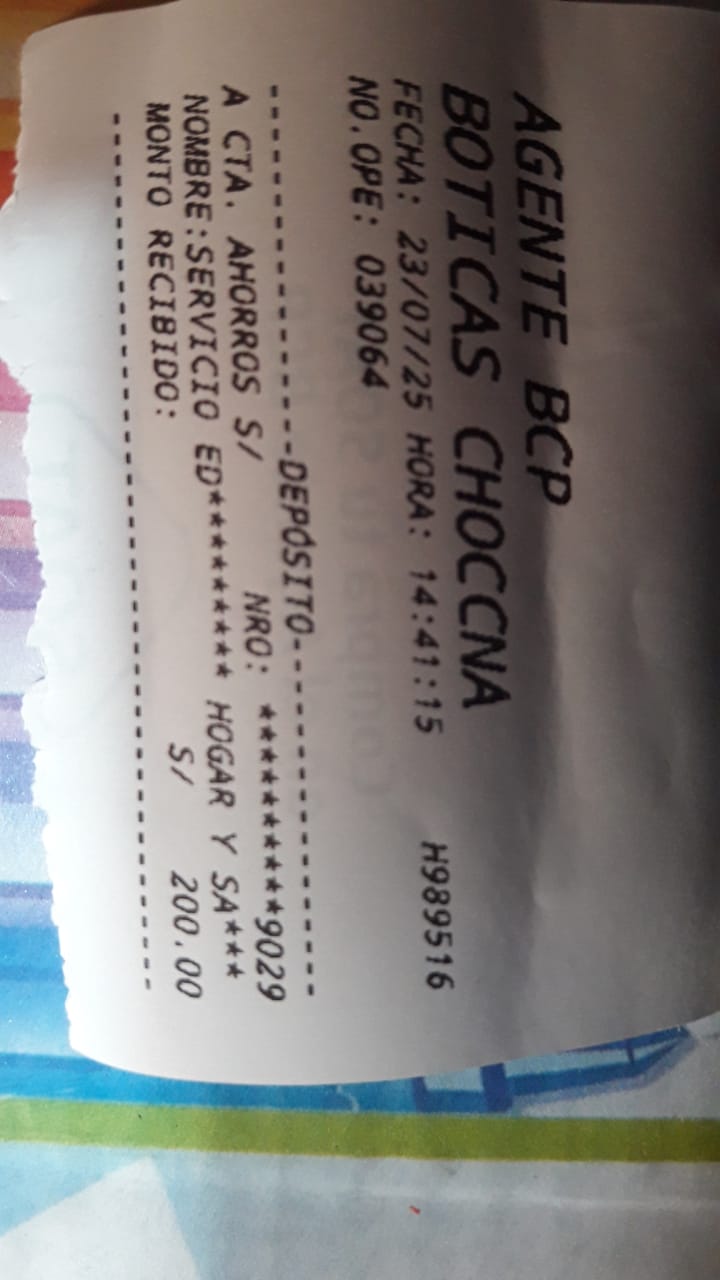 AGENTE BCP
BOTICAS CHOCCNA
FECHA: 23/07/25 HORA: 14:41:15 H989516
NO.OPE: 039064
------------------DEPÓSITO------------------
A CTA. AHORROS S/ NRO: **********9029
NOMBRE:SERVICIO ED********** HOGAR Y SA***
MONTO RECIBIDO: S/ 200.00
--------------------------------------------